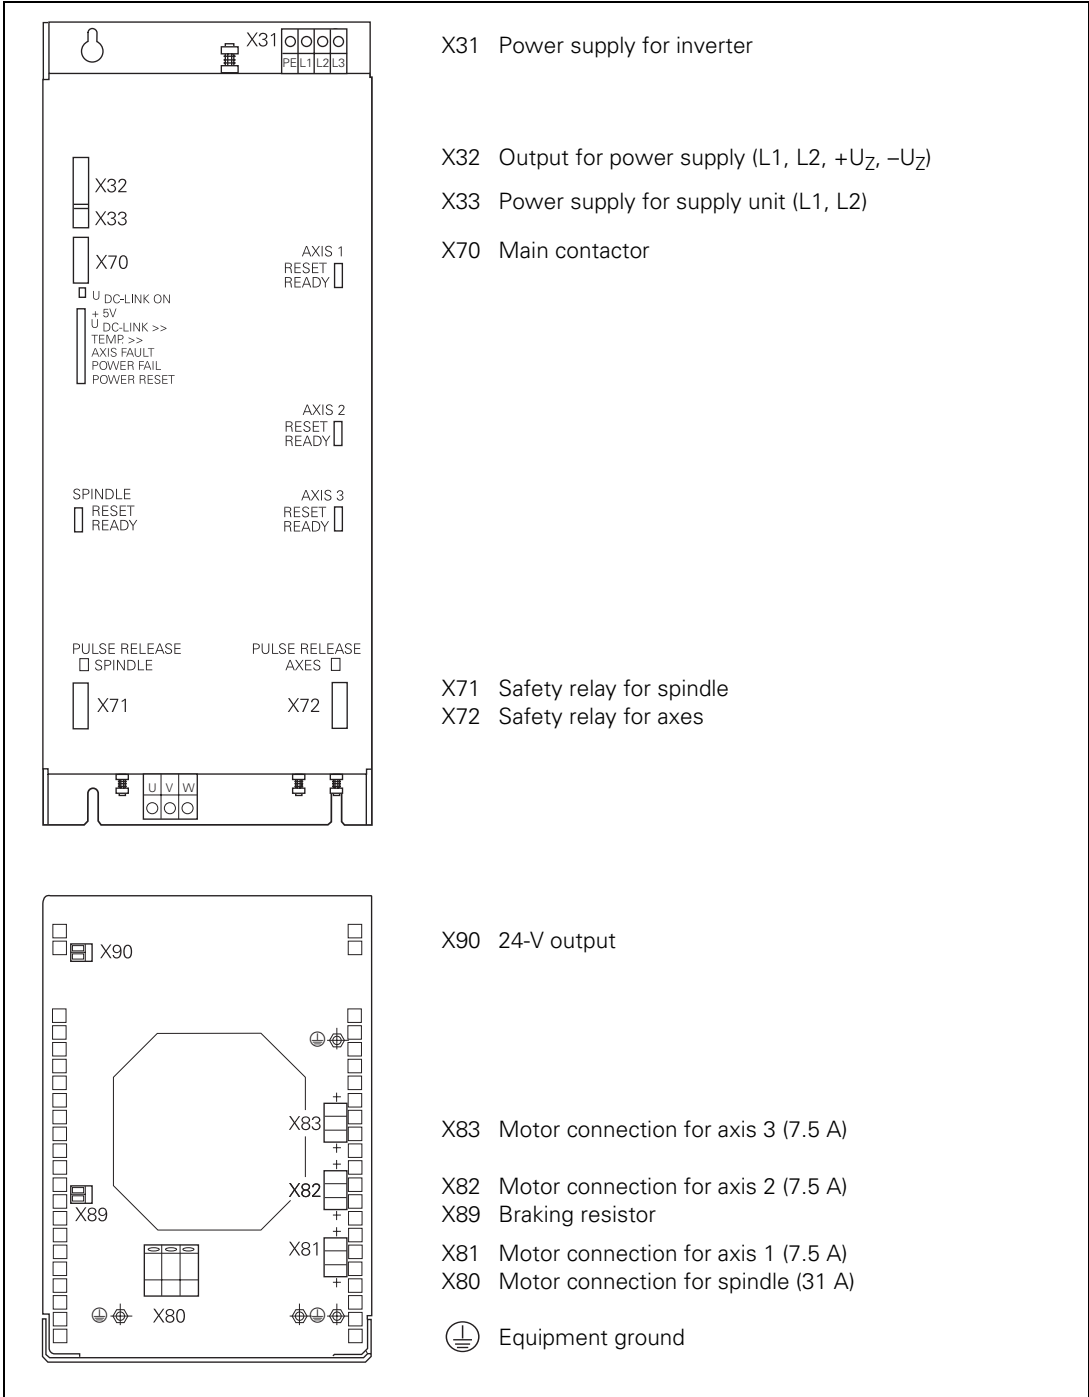 X31 PE L1 L2 L3 X31 Power supply for inverter
X32 X32 Output for power supply (L1, L2, +UZ, –UZ)
X33 X33 Power supply for supply unit (L1, L2)
X70 X70 Main contactor
AXIS 1
RESET
READY
U DC-LINK ON
+ 5V
U DC-LINK >>
TEMP. >>
AXIS FAULT
POWER FAIL
POWER RESET
AXIS 2
RESET
READY
SPINDLE
RESET
READY
AXIS 3
RESET
READY
PULSE RELEASE
SPINDLE
PULSE RELEASE
AXES
X71 X72
X71 Safety relay for spindle
X72 Safety relay for axes
U V W
X90 X90 24-V output
X83 X83 Motor connection for axis 3 (7.5 A)
X82 X82 Motor connection for axis 2 (7.5 A)
X89 X89 Braking resistor
X81 X81 Motor connection for axis 1 (7.5 A)
X80 X80 Motor connection for spindle (31 A)
Equipment ground